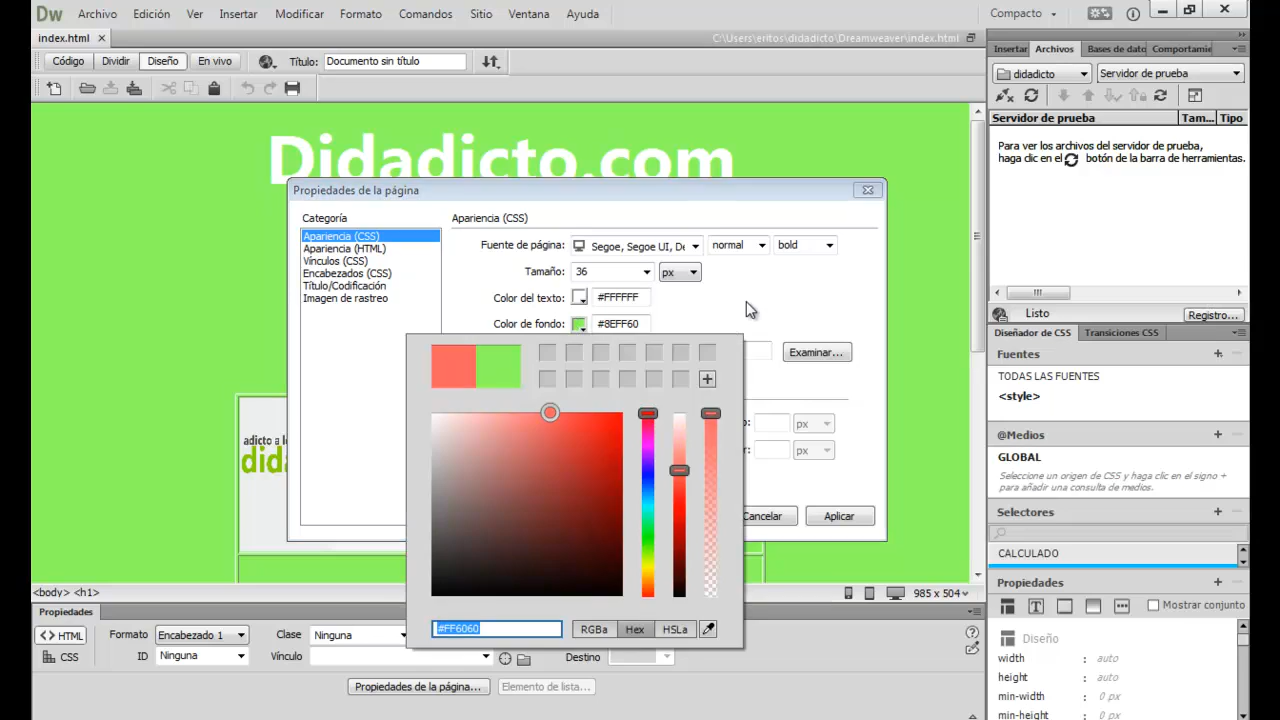 Dw Archivo Edición Ver Insertar Modificar Formato Comandos Sitio Ventana Ayuda Compacto
index.html C:\Users\eritos\didadicto\Dreamweaver\index.html
Código Dividir Diseño En vivo Título: Documento sin título
Didadicto.com
Propiedades de la página
Categoría
Apariencia (CSS)
Apariencia (HTML)
Vínculos (CSS)
Encabezados (CSS)
Título/Codificación
Imagen de rastreo
Apariencia (CSS)
Fuente de página: Segoe, Segoe UI, De normal bold
Tamaño: 36 px
Color del texto: #FFFFFF
Color de fondo: #8EFF60
Examinar...
o: px
r: px
Cancelar Aplicar
#FF6060 RGBa Hex HSLa
adicto a l
dida
<body> <h1> 985 x 504
Propiedades
<> HTML Formato Encabezado 1 Clase Ninguna
CSS ID Ninguna Vínculo Destino
Propiedades de la página... Elemento de lista...
Insertar Archivos Bases de dato Comportamie
didadicto Servidor de prueba
Servidor de prueba Tam... Tipo
Para ver los archivos del servidor de prueba,
haga clic en el botón de la barra de herramientas.
Listo Registro...
Diseñador de CSS Transiciones CSS
Fuentes
TODAS LAS FUENTES
<style>
@Medios
GLOBAL
Seleccione un origen de CSS y haga clic en el signo +
para añadir una consulta de medios.
Selectores
CALCULADO
Propiedades
Mostrar conjunto
Diseño
width : auto
height : auto
min-width : 0 px
min-height : 0 px